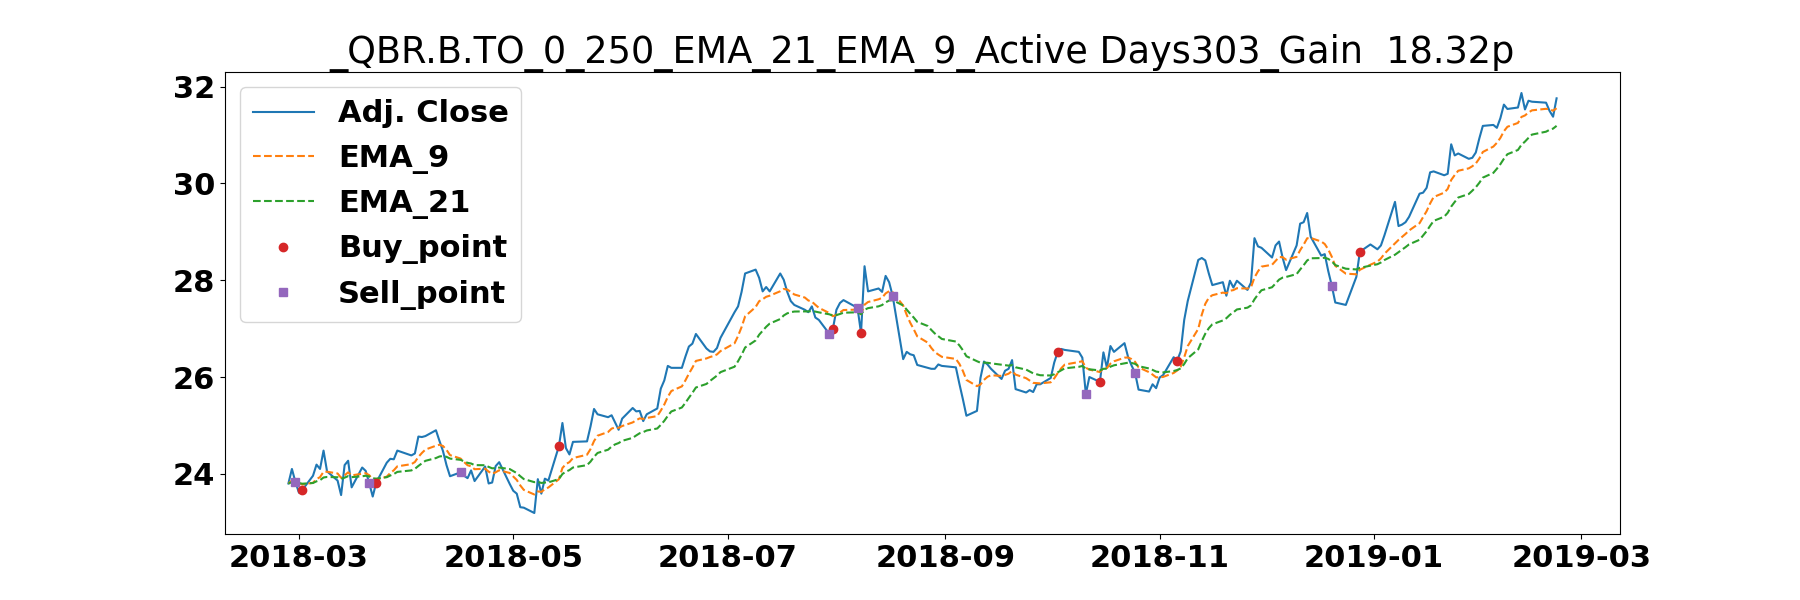 _QBR.B.TO_0_250_EMA_21_EMA_9_Active Days303_Gain  18.32p
32
30
28
26
24
Adj. Close
EMA_9
EMA_21
Buy_point
Sell_point
2018-03 2018-05 2018-07 2018-09 2018-11 2019-01 2019-03